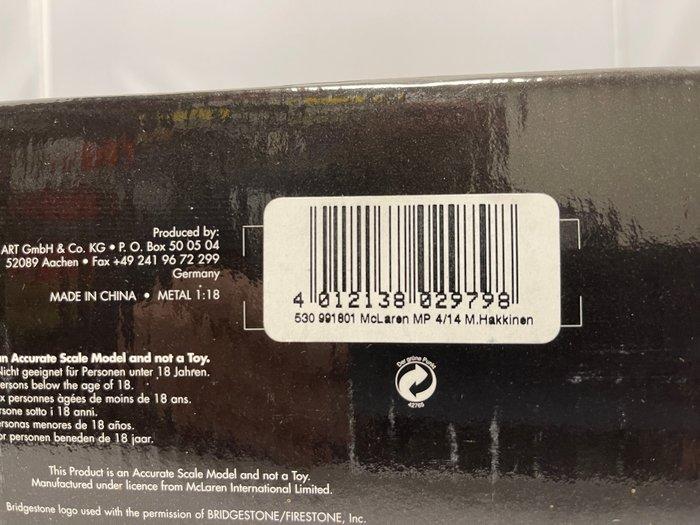 Produced by:
ART GmbH & Co. KG • P. O. Box 50 05 04
52089 Aachen • Fax +49 241 96 72 299
Germany
MADE IN CHINA • METAL 1:18
4 012138 029798
530 991801 McLaren MP 4/14 M.Hakkinen
an Accurate Scale Model and not a Toy.
Nicht geeignet für Personen unter 18 Jahren.
ersons below the age of 18.
x personnes âgées de moins de 18 ans.
rsone sotto i 18 anni.
ersonas menores de 18 años.
or personen beneden de 18 jaar.
Der grüne Punkt
42765
This Product is an Accurate Scale Model and not a Toy.
Manufactured under licence from McLaren International Limited.
Bridgestone logo used with the permission of BRIDGESTONE/FIRESTONE, Inc.